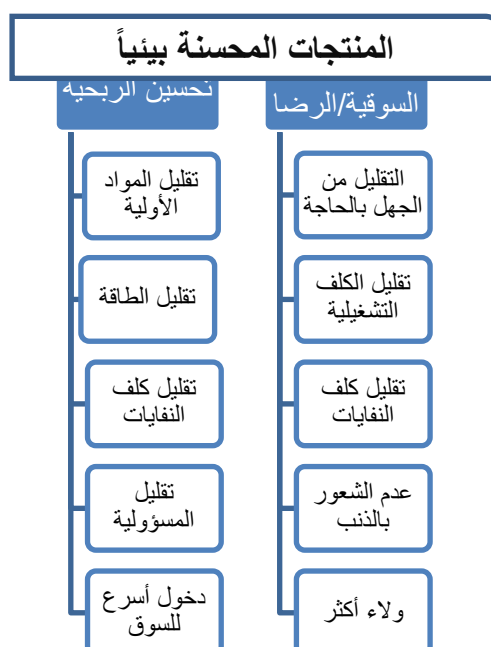 المنتجات المحسنة بيئياً
السوقية/الرضا
التقليل من
الجهل بالحاجة
تقليل الكلف
التشغيلية
تقليل كلف
النفايات
عدم الشعور
بالذنب
ولاء أكثر
تحسين الربحية
تقليل المواد
الأولية
تقليل الطاقة
تقليل كلف
النفايات
تقليل
المسؤولية
دخول أسرع
للسوق